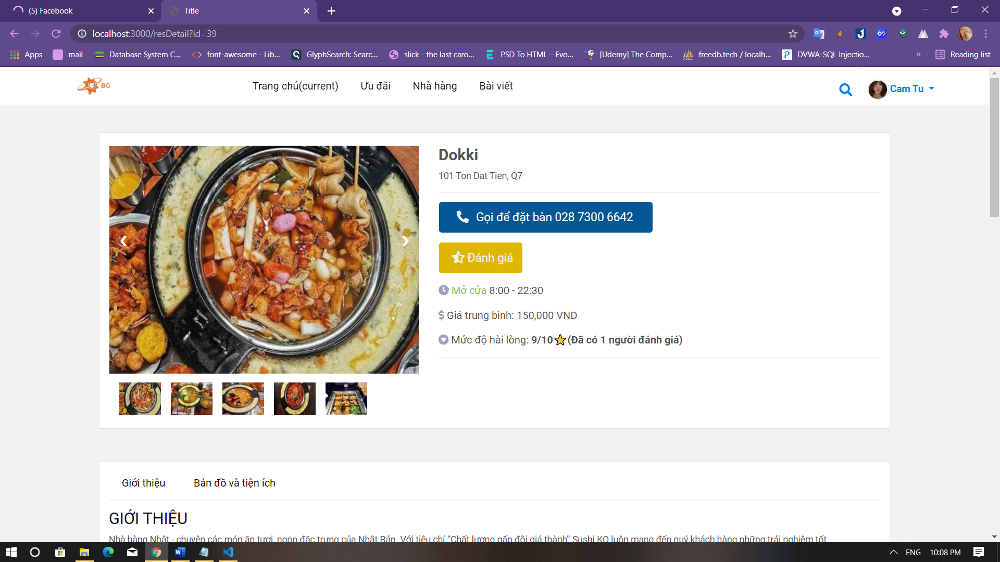 (5) Facebook
Title
localhost:3000/resDetail?id=39
Apps
mail
Database System C...
font-awesome - Lib...
GlyphSearch: Searc...
slick - the last caro...
PSD To HTML – Evo...
[Udemy] The Comp...
freedb.tech / localh...
DVWA-SQL Injectio...
»
Reading list
BG
Trang chủ(current)
Ưu đãi
Nhà hàng
Bài viết
Cam Tu
Dokki
101 Ton Dat Tien, Q7
Gọi để đặt bàn 028 7300 6642
Đánh giá
Mở cửa 8:00 - 22:30
Giá trung bình: 150,000 VND
Mức độ hài lòng: 9/10⭐(Đã có 1 người đánh giá)
Giới thiệu
Bản đồ và tiện ích
GIỚI THIỆU
Nhà hàng Nhật - chuyên các món ăn tươi, ngon đặc trưng của Nhật Bản. Với tiêu chí “Chất lượng gấp đôi giá thành” Sushi KO luôn mang đến quý khách hàng những trải nghiệm tốt
ENG
10:08 PM